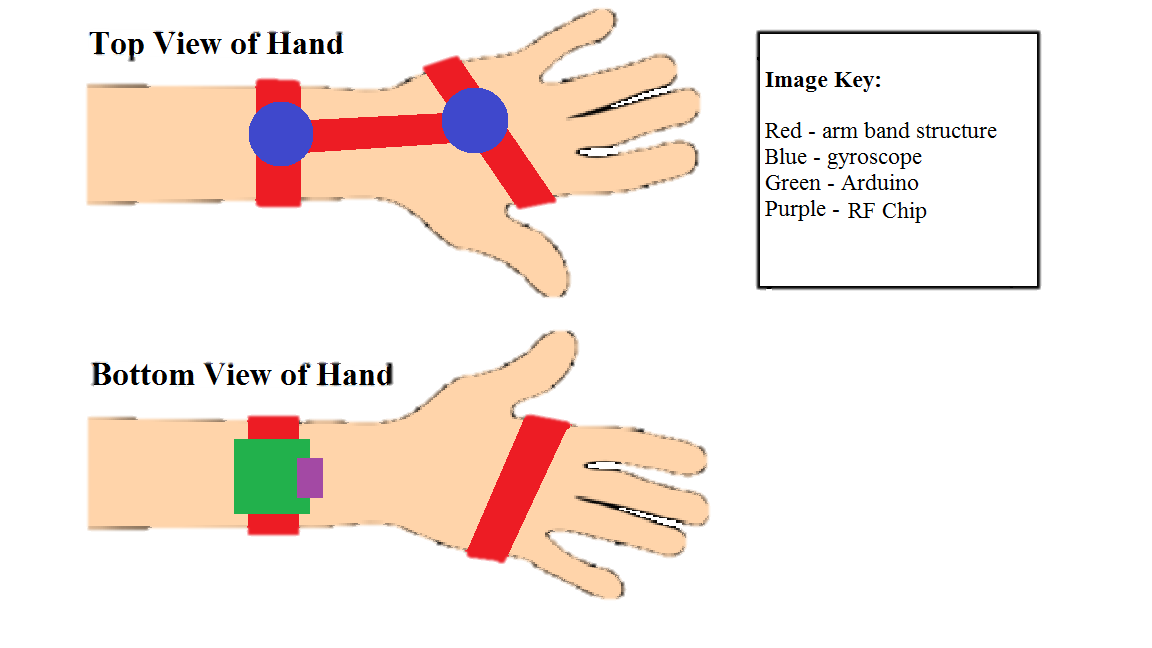 Top View of Hand
Image Key:
Red - arm band structure
Blue - gyroscope
Green - Arduino
Purple - RF Chip
Bottom View of Hand